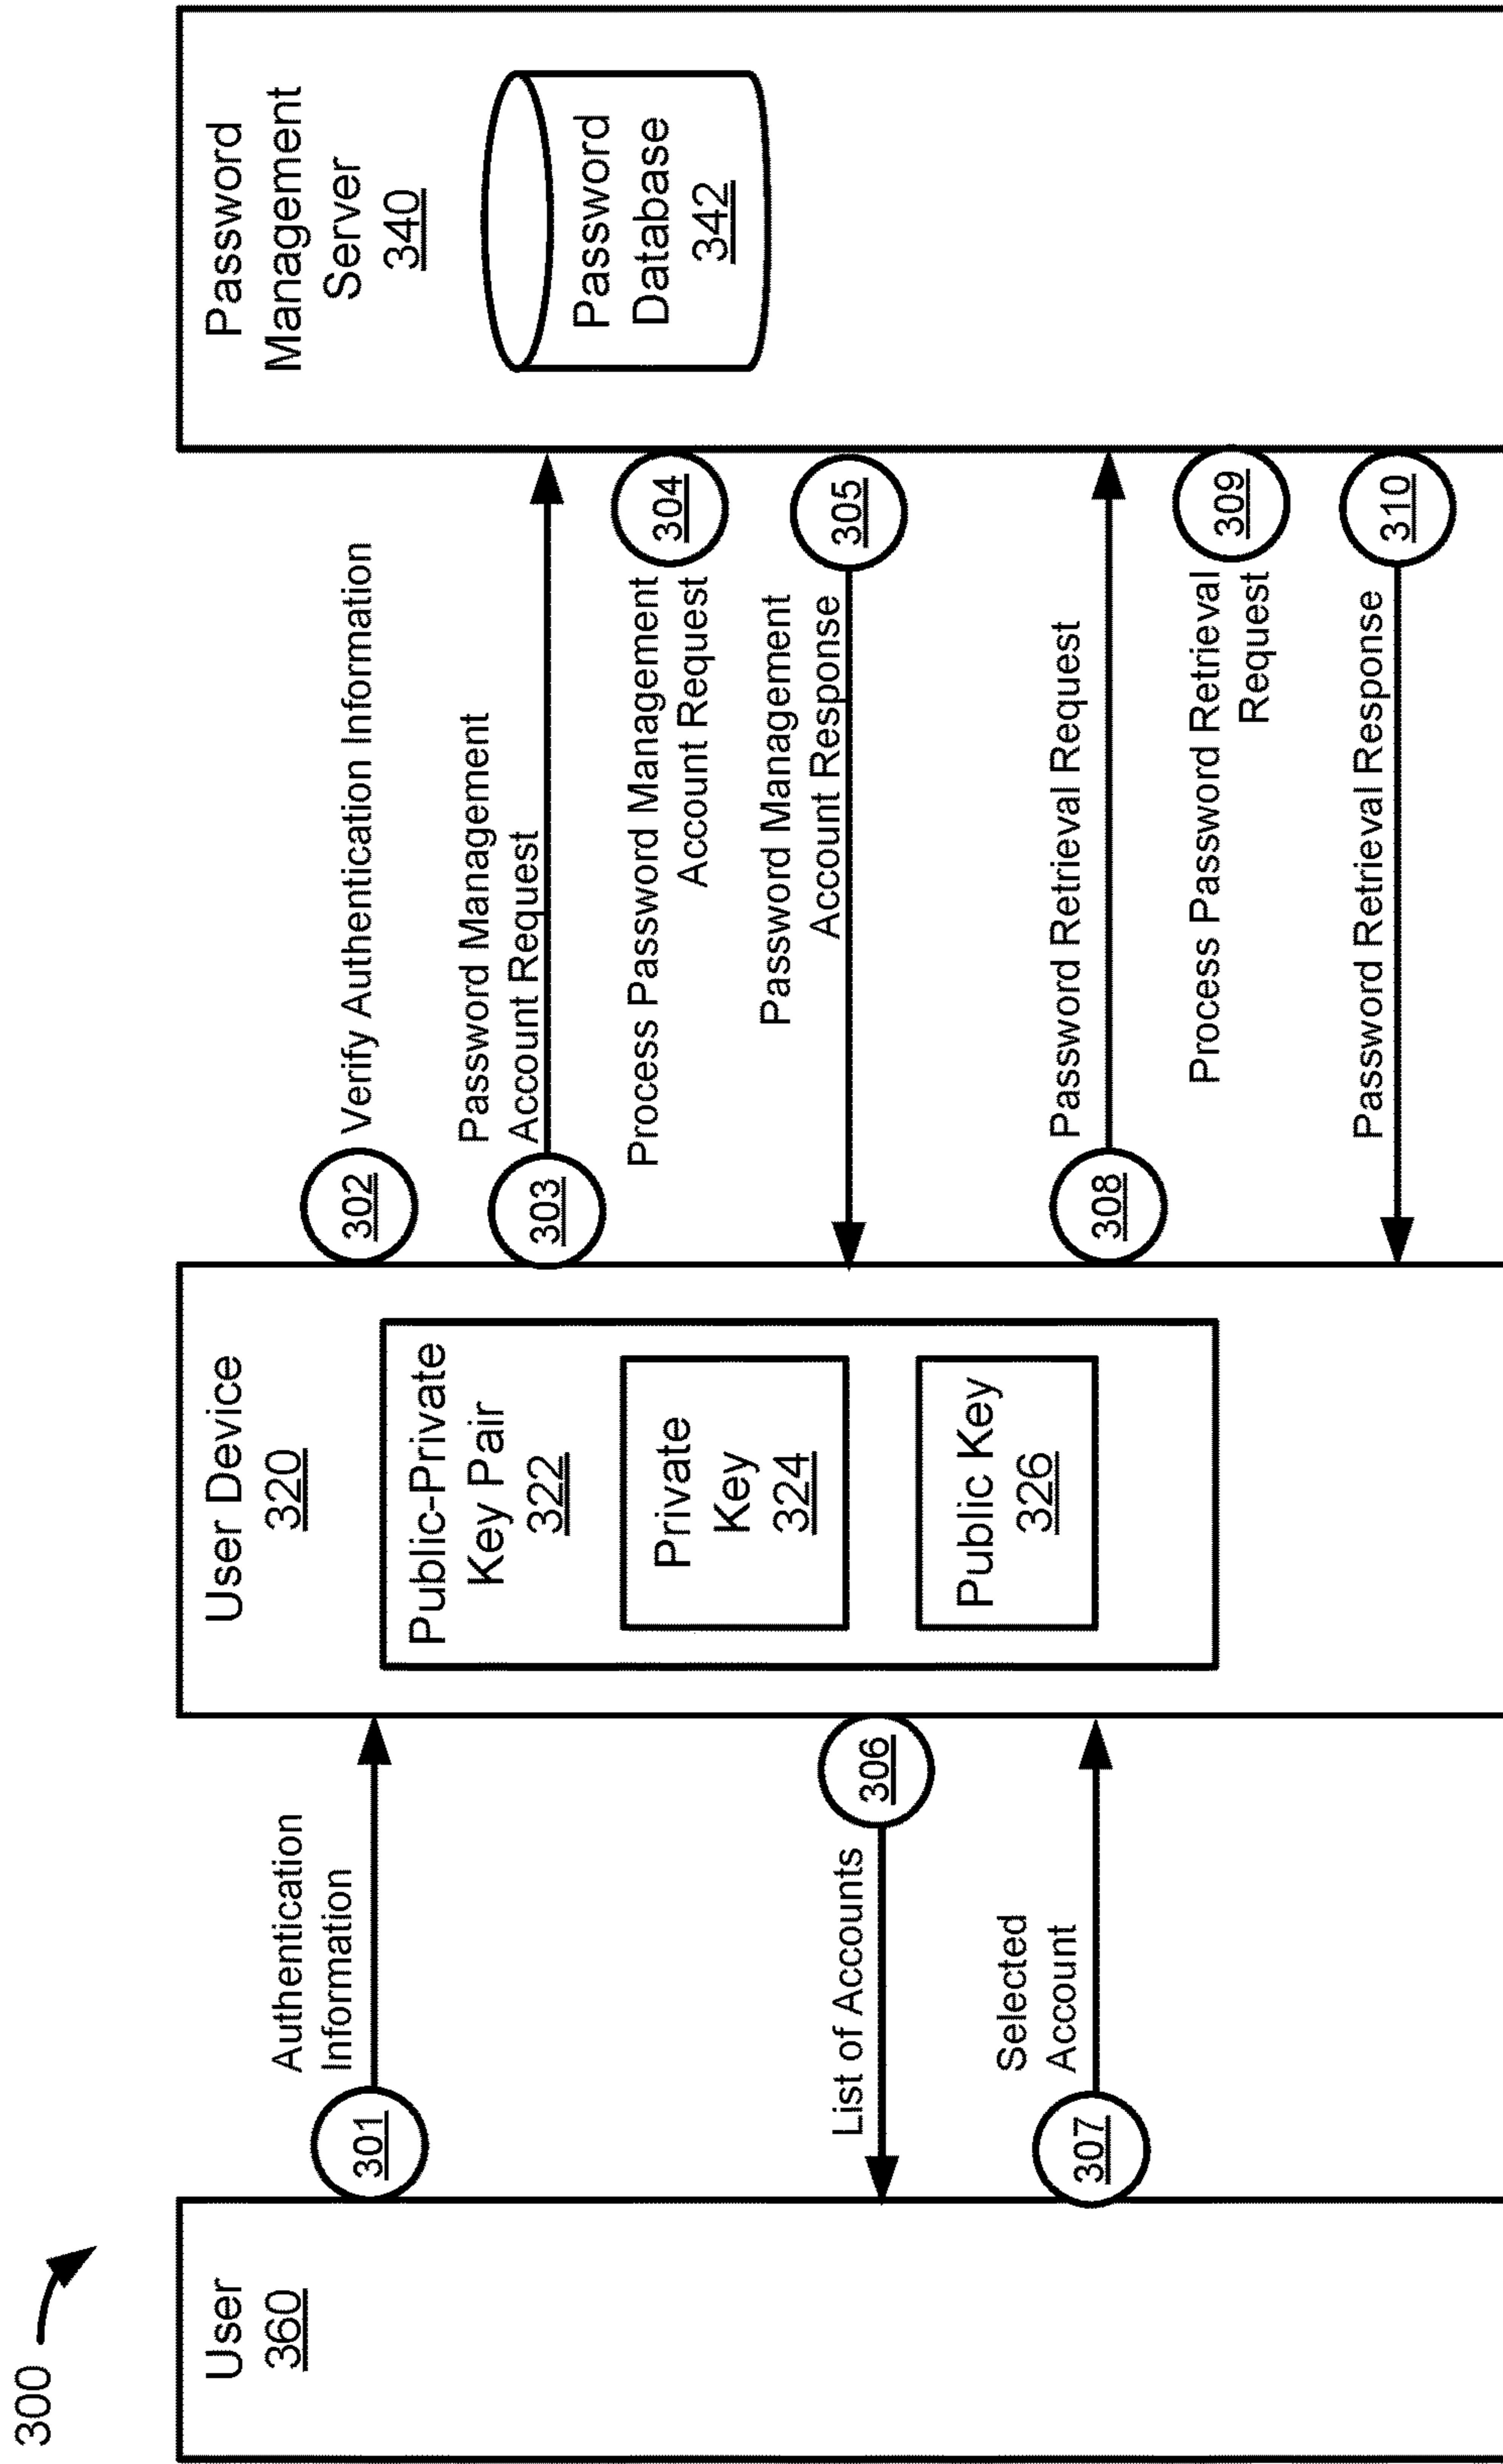 300
User
360
User Device
320
Public-Private
Key Pair
322
Private
Key
324
Public Key
326
Password
Management
Server
340
Password
Database
342
301
Authentication
Information
302
Verify Authentication Information
303
Password Management
Account Request
304
Process Password Management
Account Request
305
Password Management
Account Response
306
List of Accounts
307
Selected
Account
308
Password Retrieval Request
309
Process Password Retrieval
Request
310
Password Retrieval Response